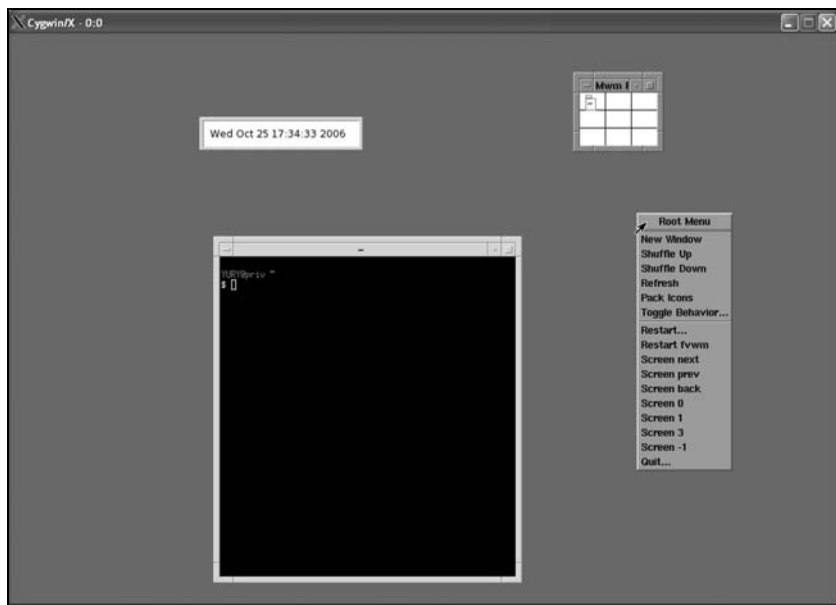 Cygwin/X - 0:0
Mwm
Wed Oct 25 17:34:33 2006
Root Menu
New Window
Shuffle Up
Shuffle Down
Refresh
Pack Icons
Toggle Behavior...
Restart...
Restart fvwm
Screen next
Screen prev
Screen back
Screen 0
Screen 1
Screen 3
Screen -1
Quit...
~
YURY@priv ~
$